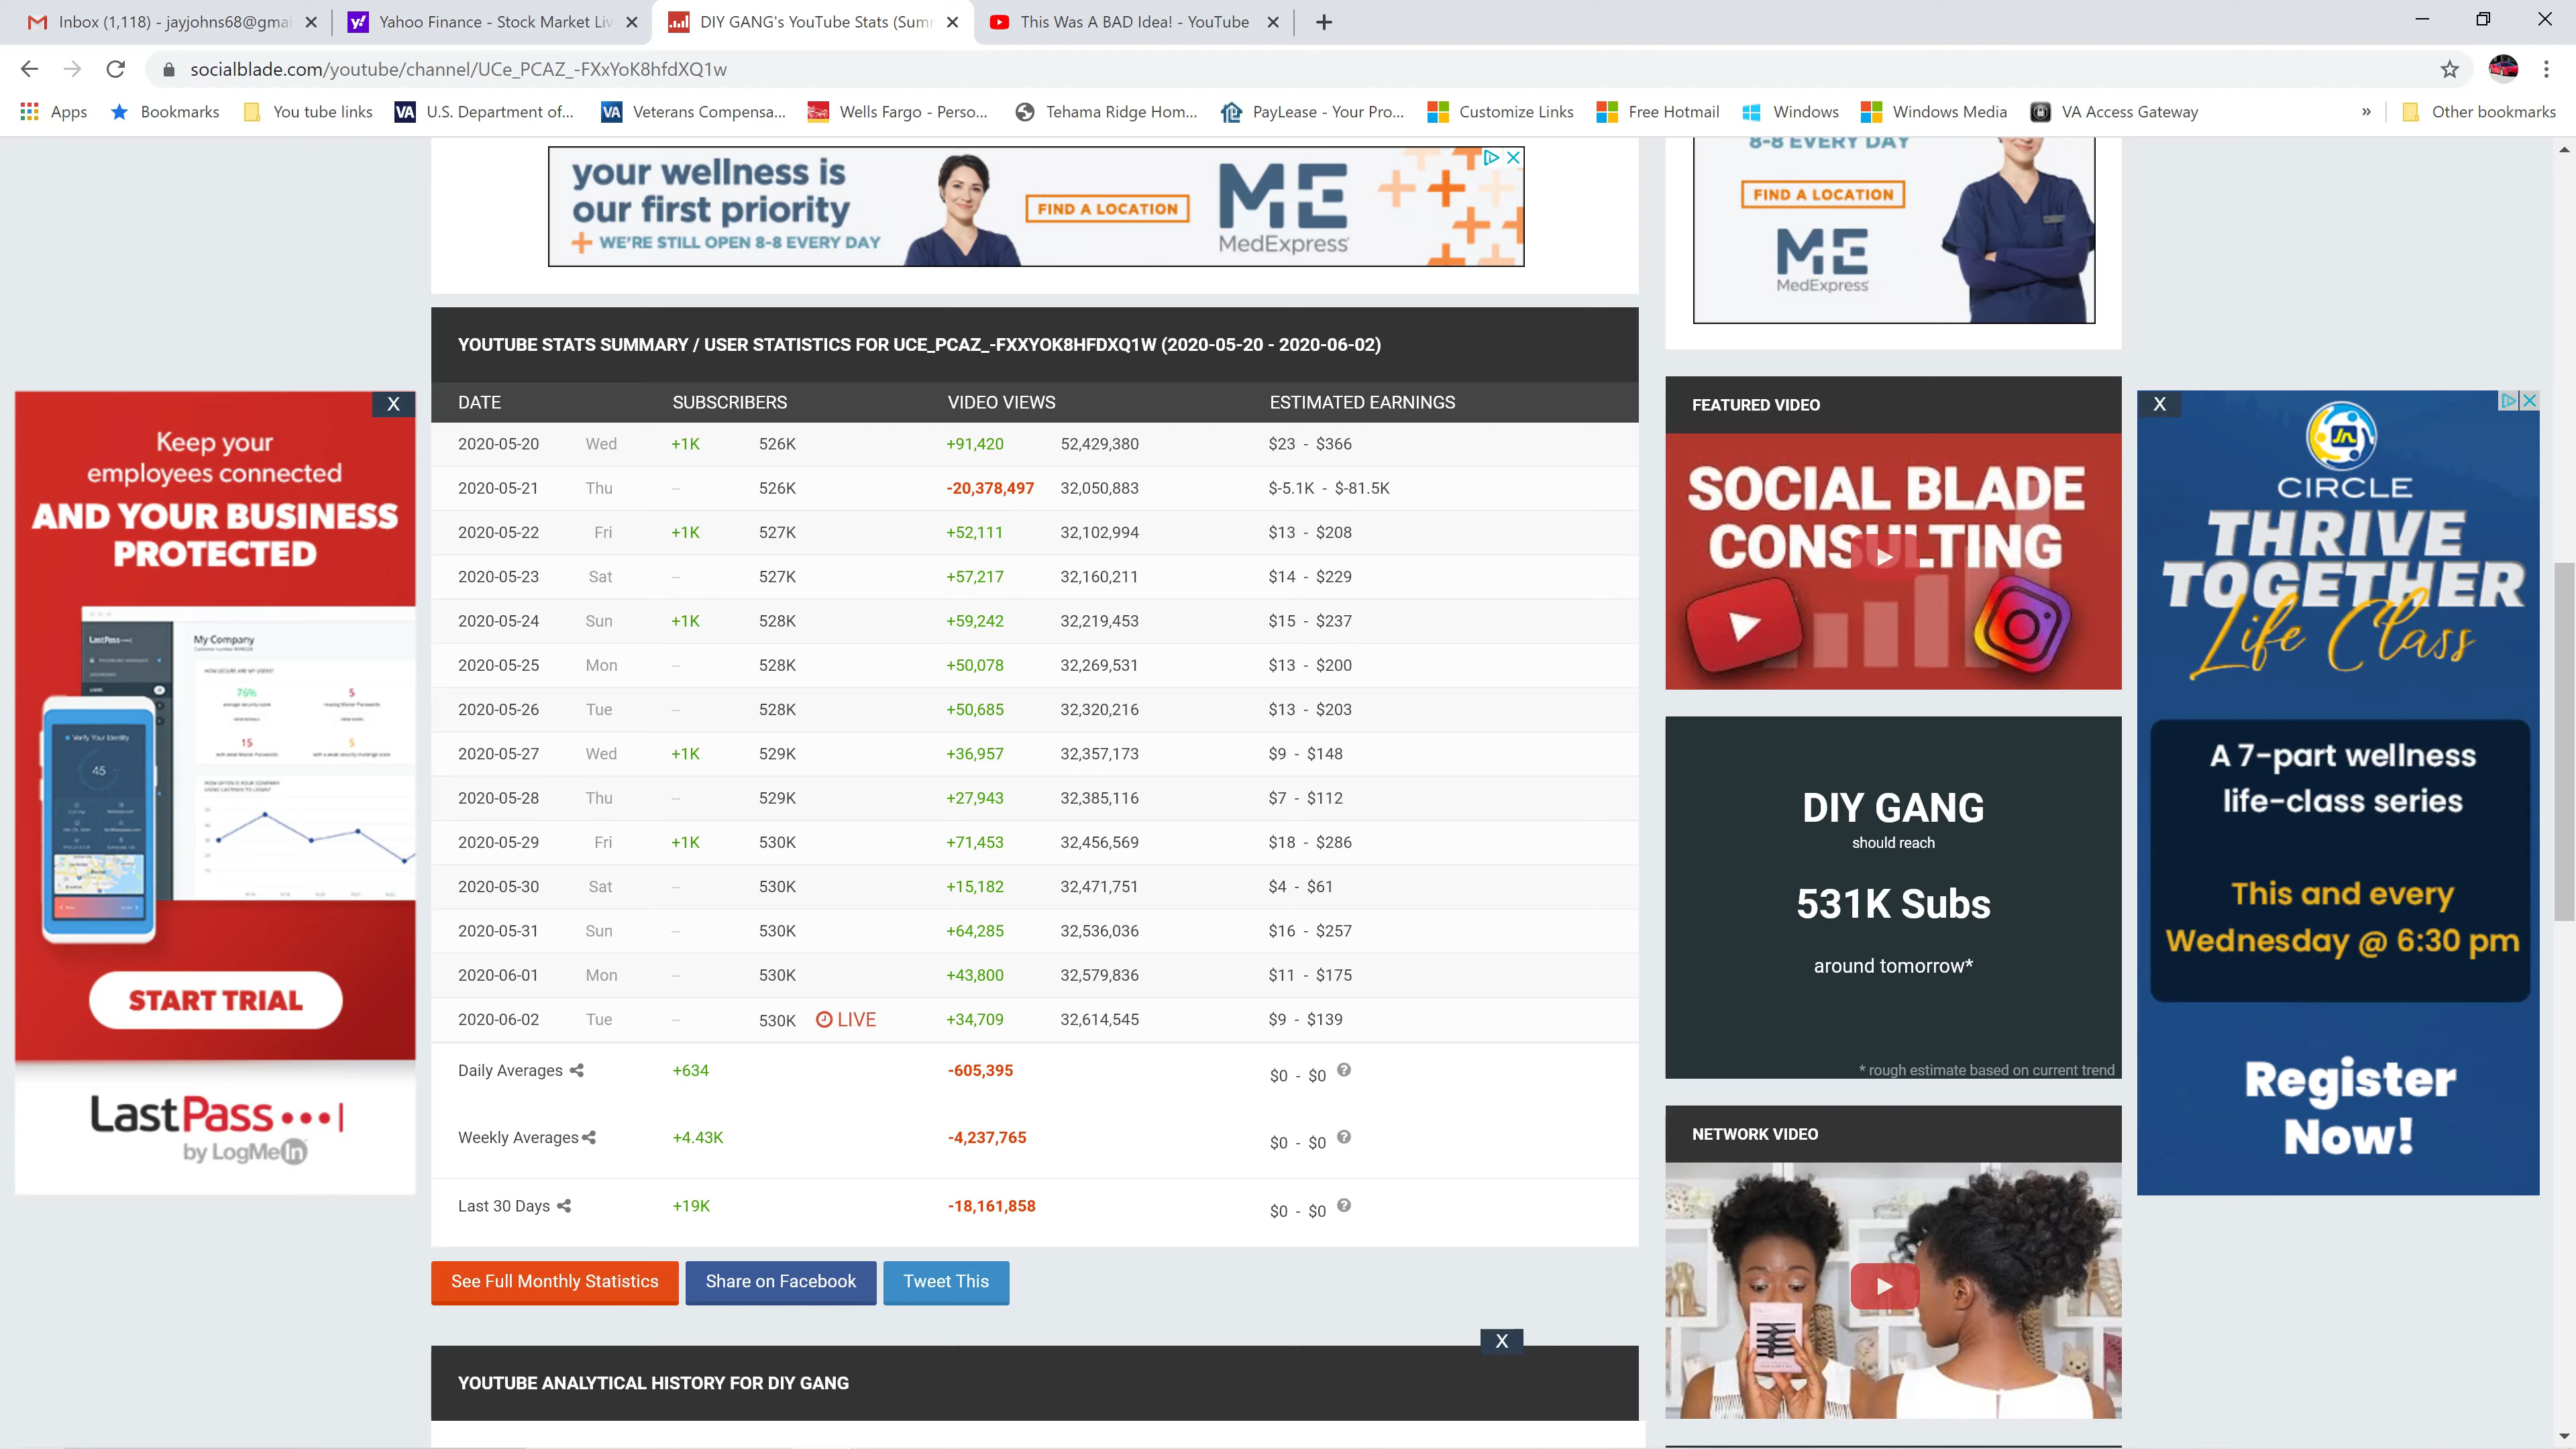 Inbox (1,118) - jayjohns68@gmai
Yahoo Finance - Stock Market Liv
DIY GANG's YouTube Stats (Sum
This Was A BAD Idea! - YouTube
socialblade.com/youtube/channel/UCe_PCAZ_-FXxYoK8hfdXQ1w
Apps Bookmarks You tube links U.S. Department of... Veterans Compensa... Wells Fargo - Perso... Tehama Ridge Hom... PayLease - Your Pro... Customize Links Free Hotmail Windows Windows Media VA Access Gateway » Other bookmarks
your wellness is
our first priority
WE'RE STILL OPEN 8-8 EVERY DAY
FIND A LOCATION
ME
MedExpress
8-8 EVERY DAY
FIND A LOCATION
ME
MedExpress
YOUTUBE STATS SUMMARY / USER STATISTICS FOR UCE_PCAZ_-FXXYOK8HFDXQ1W (2020-05-20 - 2020-06-02)
DATE SUBSCRIBERS VIDEO VIEWS ESTIMATED EARNINGS
2020-05-20 Wed +1K 526K +91,420 52,429,380 $23 - $366
2020-05-21 Thu -- 526K -20,378,497 32,050,883 $-5.1K - $-81.5K
2020-05-22 Fri +1K 527K +52,111 32,102,994 $13 - $208
2020-05-23 Sat -- 527K +57,217 32,160,211 $14 - $229
2020-05-24 Sun +1K 528K +59,242 32,219,453 $15 - $237
2020-05-25 Mon -- 528K +50,078 32,269,531 $13 - $200
2020-05-26 Tue -- 528K +50,685 32,320,216 $13 - $203
2020-05-27 Wed +1K 529K +36,957 32,357,173 $9 - $148
2020-05-28 Thu -- 529K +27,943 32,385,116 $7 - $112
2020-05-29 Fri +1K 530K +71,453 32,456,569 $18 - $286
2020-05-30 Sat -- 530K +15,182 32,471,751 $4 - $61
2020-05-31 Sun -- 530K +64,285 32,536,036 $16 - $257
2020-06-01 Mon -- 530K +43,800 32,579,836 $11 - $175
2020-06-02 Tue -- 530K LIVE +34,709 32,614,545 $9 - $139
Daily Averages +634 -605,395 $0 - $0
Weekly Averages +4.43K -4,237,765 $0 - $0
Last 30 Days +19K -18,161,858 $0 - $0
See Full Monthly Statistics
Share on Facebook
Tweet This
X
YOUTUBE ANALYTICAL HISTORY FOR DIY GANG
X
Keep your
employees connected
AND YOUR BUSINESS
PROTECTED
LastPass
My Company
76%
5
15
5
Verify Your Identity
45
START TRIAL
LastPass
by LogMeIn
FEATURED VIDEO
SOCIAL BLADE
CONSULTING
DIY GANG
should reach
531K Subs
around tomorrow*
* rough estimate based on current trend
NETWORK VIDEO
X
CIRCLE
THRIVE
TOGETHER
Life Class
A 7-part wellness
life-class series
This and every
Wednesday @ 6:30 pm
Register
Now!